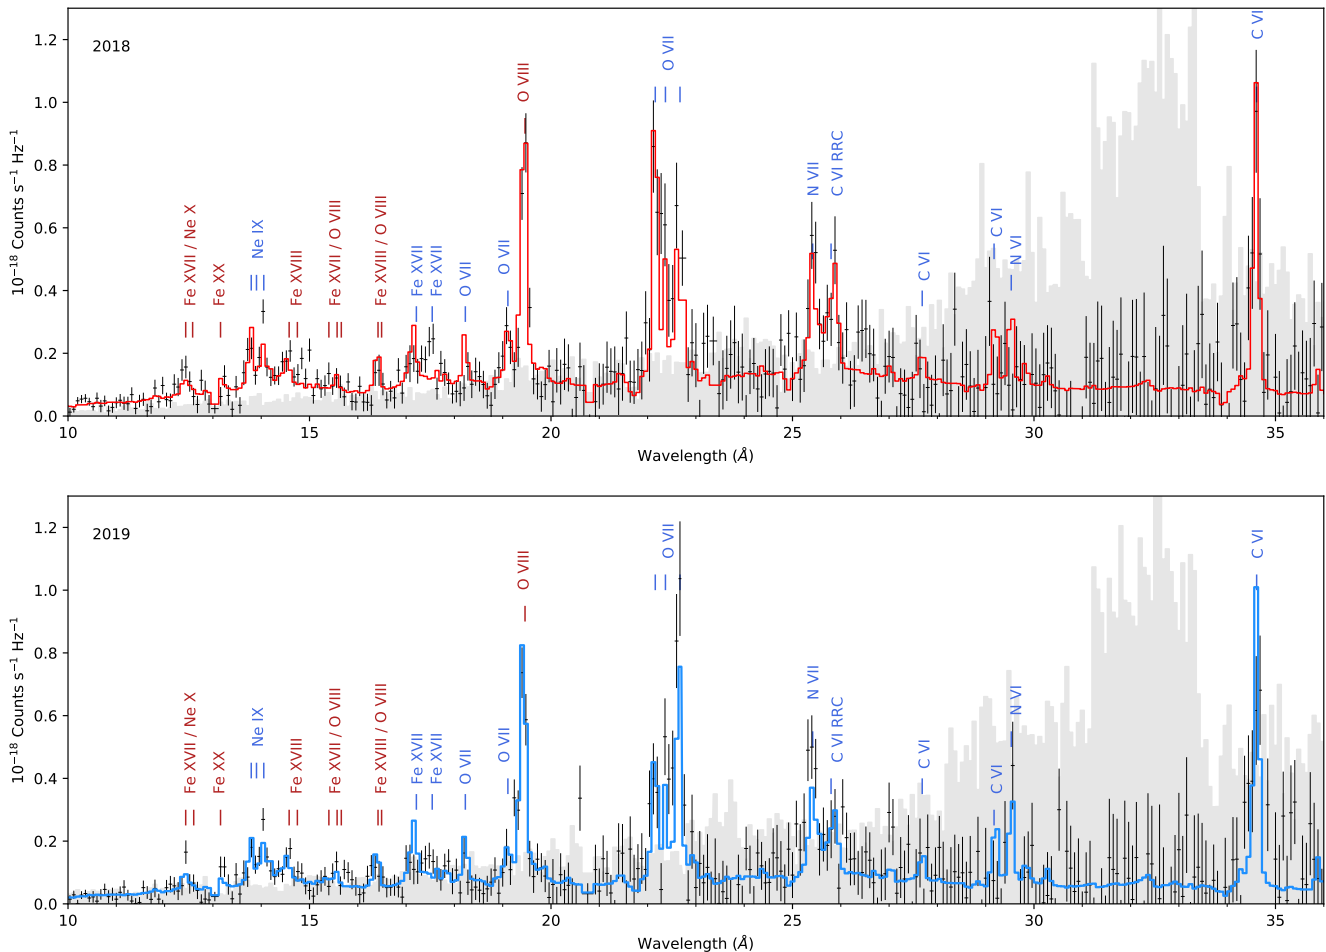 2018
10⁻¹⁸ Counts s⁻¹ Hz⁻¹
1.2
1.0
0.8
0.6
0.4
0.2
0.0
Fe XVII / Ne X
Fe XX
Ne IX
Fe XVIII
Fe XVII / O VIII
Fe XVIII / O VIII
Fe XVII
Fe XVII
O VII
O VII
O VIII
O VII
N VII
C VI RRC
C VI
C VI
N VI
C VI
10
15
20
25
30
35
Wavelength (Å)
2019
10⁻¹⁸ Counts s⁻¹ Hz⁻¹
1.2
1.0
0.8
0.6
0.4
0.2
0.0
Fe XVII / Ne X
Fe XX
Ne IX
Fe XVIII
Fe XVII / O VIII
Fe XVIII / O VIII
Fe XVII
Fe XVII
O VII
O VII
O VIII
O VII
N VII
C VI RRC
C VI
C VI
N VI
C VI
10
15
20
25
30
35
Wavelength (Å)